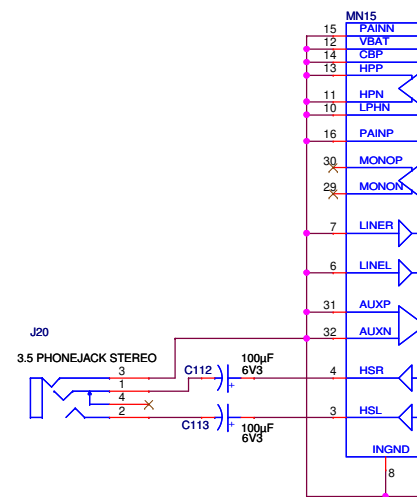 MN15
15 PAINN
12 VBAT
14 CBP
13 HPP
11 HPN
10 LPHN
16 PAINP
30 MONOP
29 MONON
7 LINER
6 LINEL
31 AUXP
32 AUXN
J20
3.5 PHONEJACK STEREO
3
1
4
2
C112
100µF
6V3
4 HSR
C113
100µF
6V3
3 HSL
INGND
8